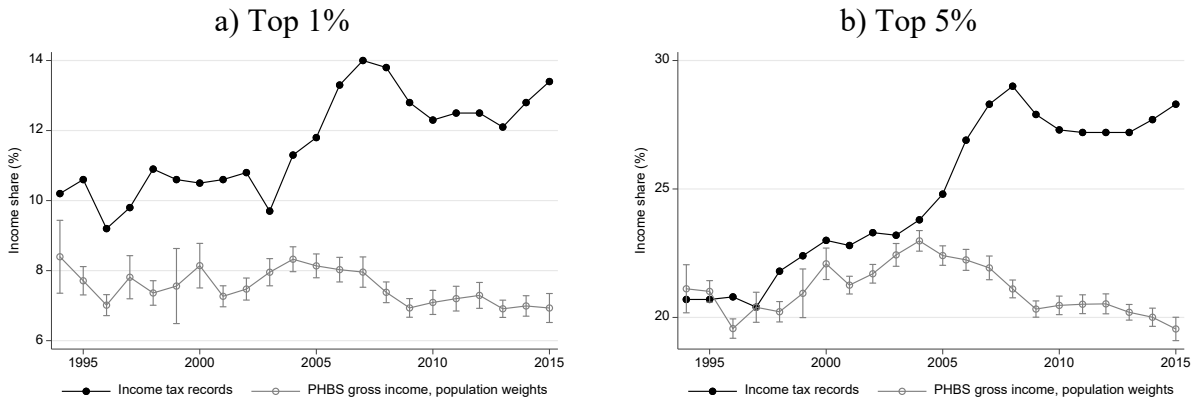 a) Top 1%
Income share (%)
14
12
10
8
6
1995 2000 2005 2010 2015
Income tax records PHBS gross income, population weights
b) Top 5%
Income share (%)
30
25
20
1995 2000 2005 2010 2015
Income tax records PHBS gross income, population weights